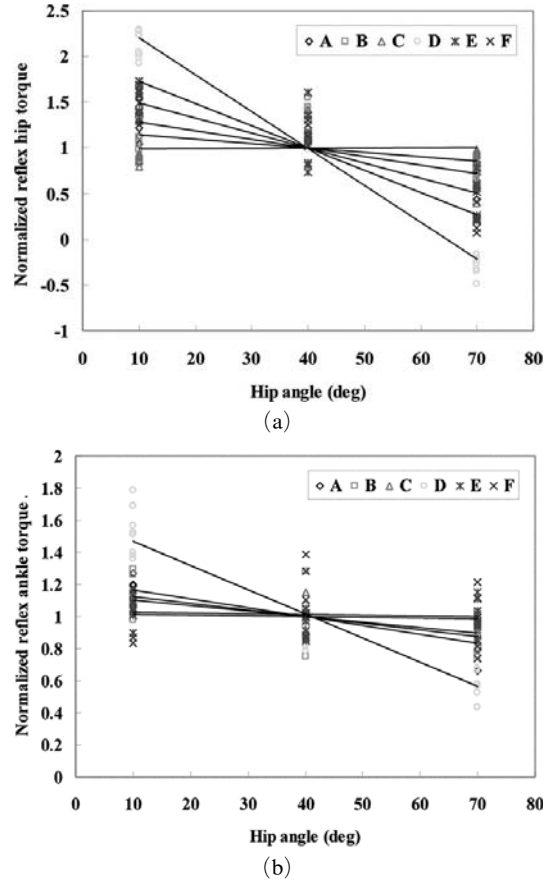 Normalized reflex hip torque
2.5
2
1.5
1
0.5
0
-0.5
-1
A B C D E F
0 10 20 30 40 50 60 70 80
Hip angle (deg)
(a)
Normalized reflex ankle torque .
2
1.8
1.6
1.4
1.2
1
0.8
0.6
0.4
0.2
0
A B C D E F
0 10 20 30 40 50 60 70 80
Hip angle (deg)
(b)